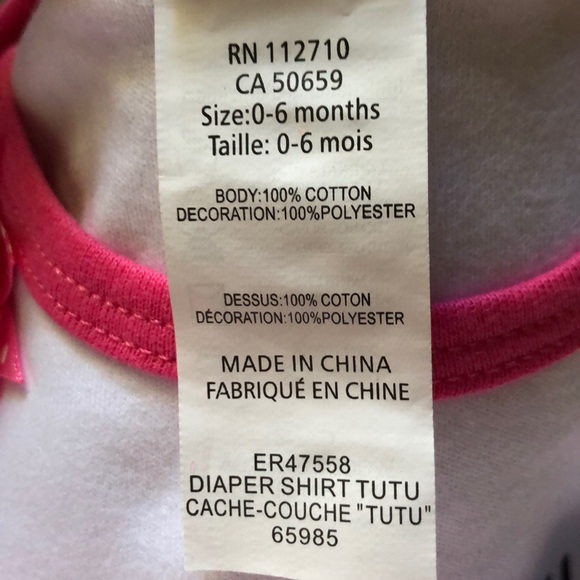 RN 112710
CA 50659
Size:0-6 months
Taille: 0-6 mois
BODY:100% COTTON
DECORATION:100%POLYESTER
DESSUS:100% COTON
DÉCORATION:100%POLYESTER
MADE IN CHINA
FABRIQUÉ EN CHINE
ER47558
DIAPER SHIRT TUTU
CACHE-COUCHE "TUTU"
65985